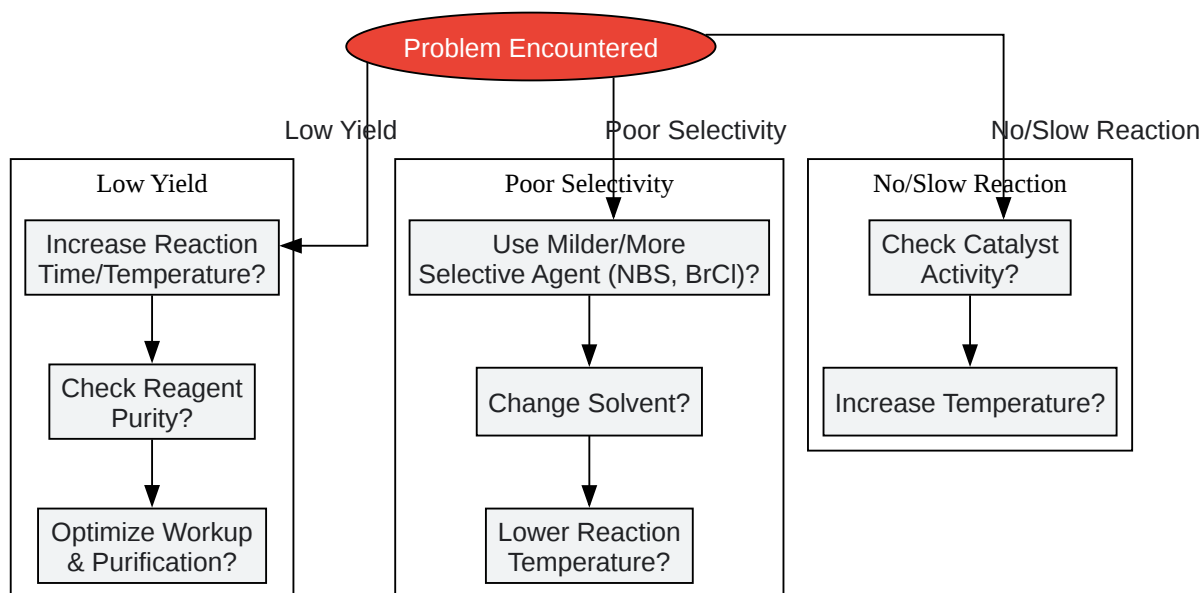 Problem Encountered
Low Yield
Poor Selectivity
No/Slow Reaction
Low Yield
Increase Reaction
Time/Temperature?
Check Reagent
Purity?
Optimize Workup
& Purification?
Poor Selectivity
Use Milder/More
Selective Agent (NBS, BrCl)?
Change Solvent?
Lower Reaction
Temperature?
No/Slow Reaction
Check Catalyst
Activity?
Increase Temperature?